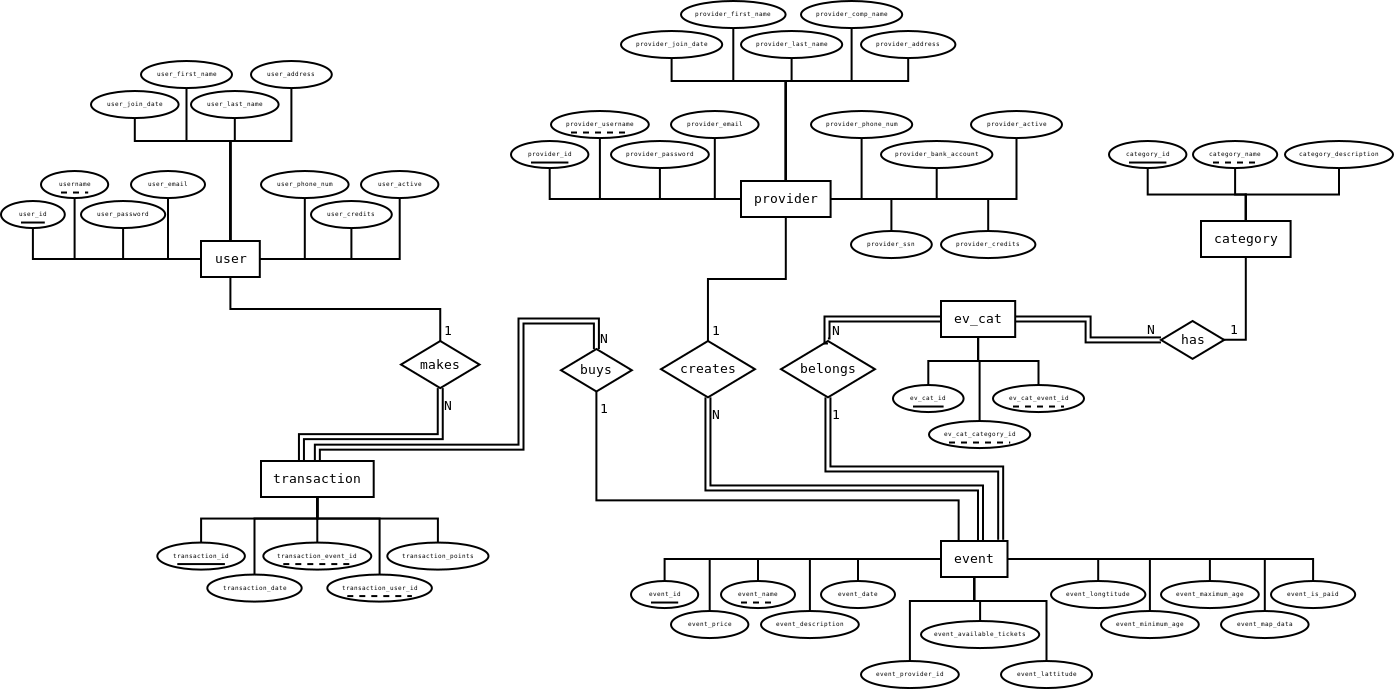 provider_first_name
provider_comp_name
provider_join_date
provider_last_name
provider_address
user_first_name
user_address
user_join_date
user_last_name
provider_username
provider_email
provider_phone_num
provider_active
provider_id
provider_password
provider_bank_account
category_id
category_name
category_description
username
user_email
user_phone_num
user_active
user_id
user_password
user_credits
provider
provider_ssn
provider_credits
category
user
ev_cat
1
N
1
N
N
1
makes
buys
creates
belongs
has
N
1
N
1
ev_cat_id
ev_cat_event_id
ev_cat_category_id
transaction
transaction_id
transaction_event_id
transaction_points
transaction_date
transaction_user_id
event
event_id
event_name
event_date
event_longtitude
event_maximum_age
event_is_paid
event_price
event_description
event_available_tickets
event_minimum_age
event_map_data
event_provider_id
event_lattitude